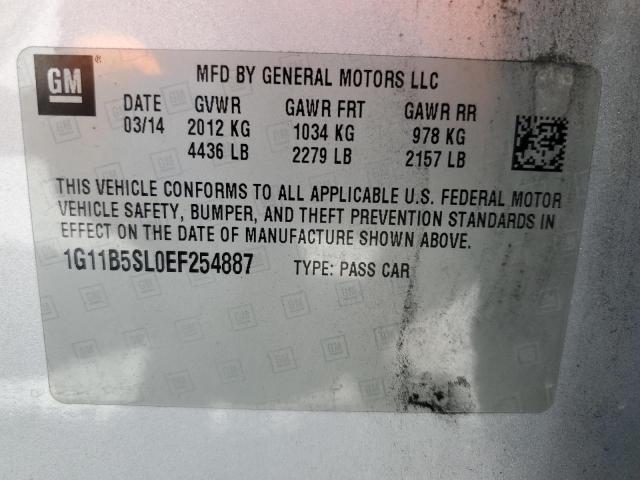 GM
MFD BY GENERAL MOTORS LLC
DATE GVWR GAWR FRT GAWR RR
03/14 2012 KG 1034 KG 978 KG
4436 LB 2279 LB 2157 LB
THIS VEHICLE CONFORMS TO ALL APPLICABLE U.S. FEDERAL MOTOR
VEHICLE SAFETY, BUMPER, AND THEFT PREVENTION STANDARDS IN
EFFECT ON THE DATE OF MANUFACTURE SHOWN ABOVE.
1G11B5SL0EF254887 TYPE: PASS CAR